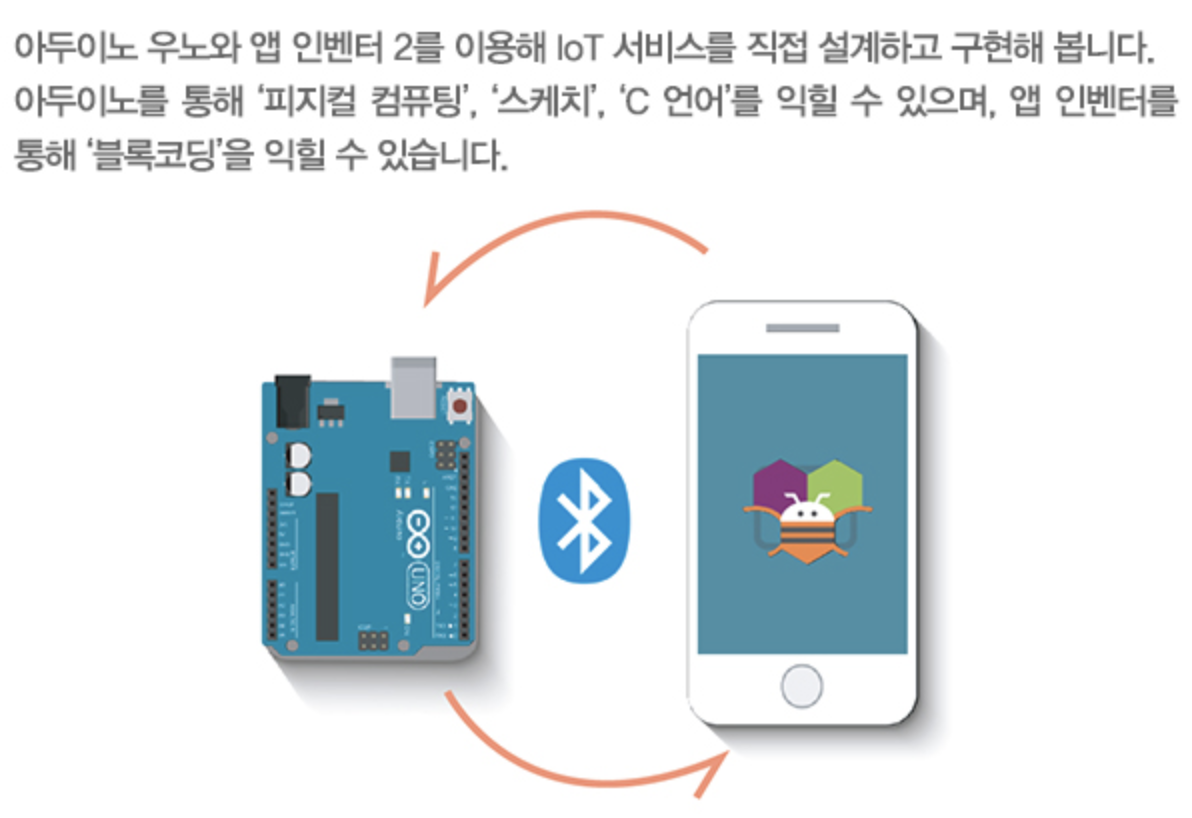 아두이노 우노와 앱 인벤터 2를 이용해 IoT 서비스를 직접 설계하고 구현해 봅니다.
아두이노를 통해 ‘피지컬 컴퓨팅’, ‘스케치’, ‘C 언어’를 익힐 수 있으며, 앱 인벤터를
통해 ‘블록코딩’을 익힐 수 있습니다.
UNO